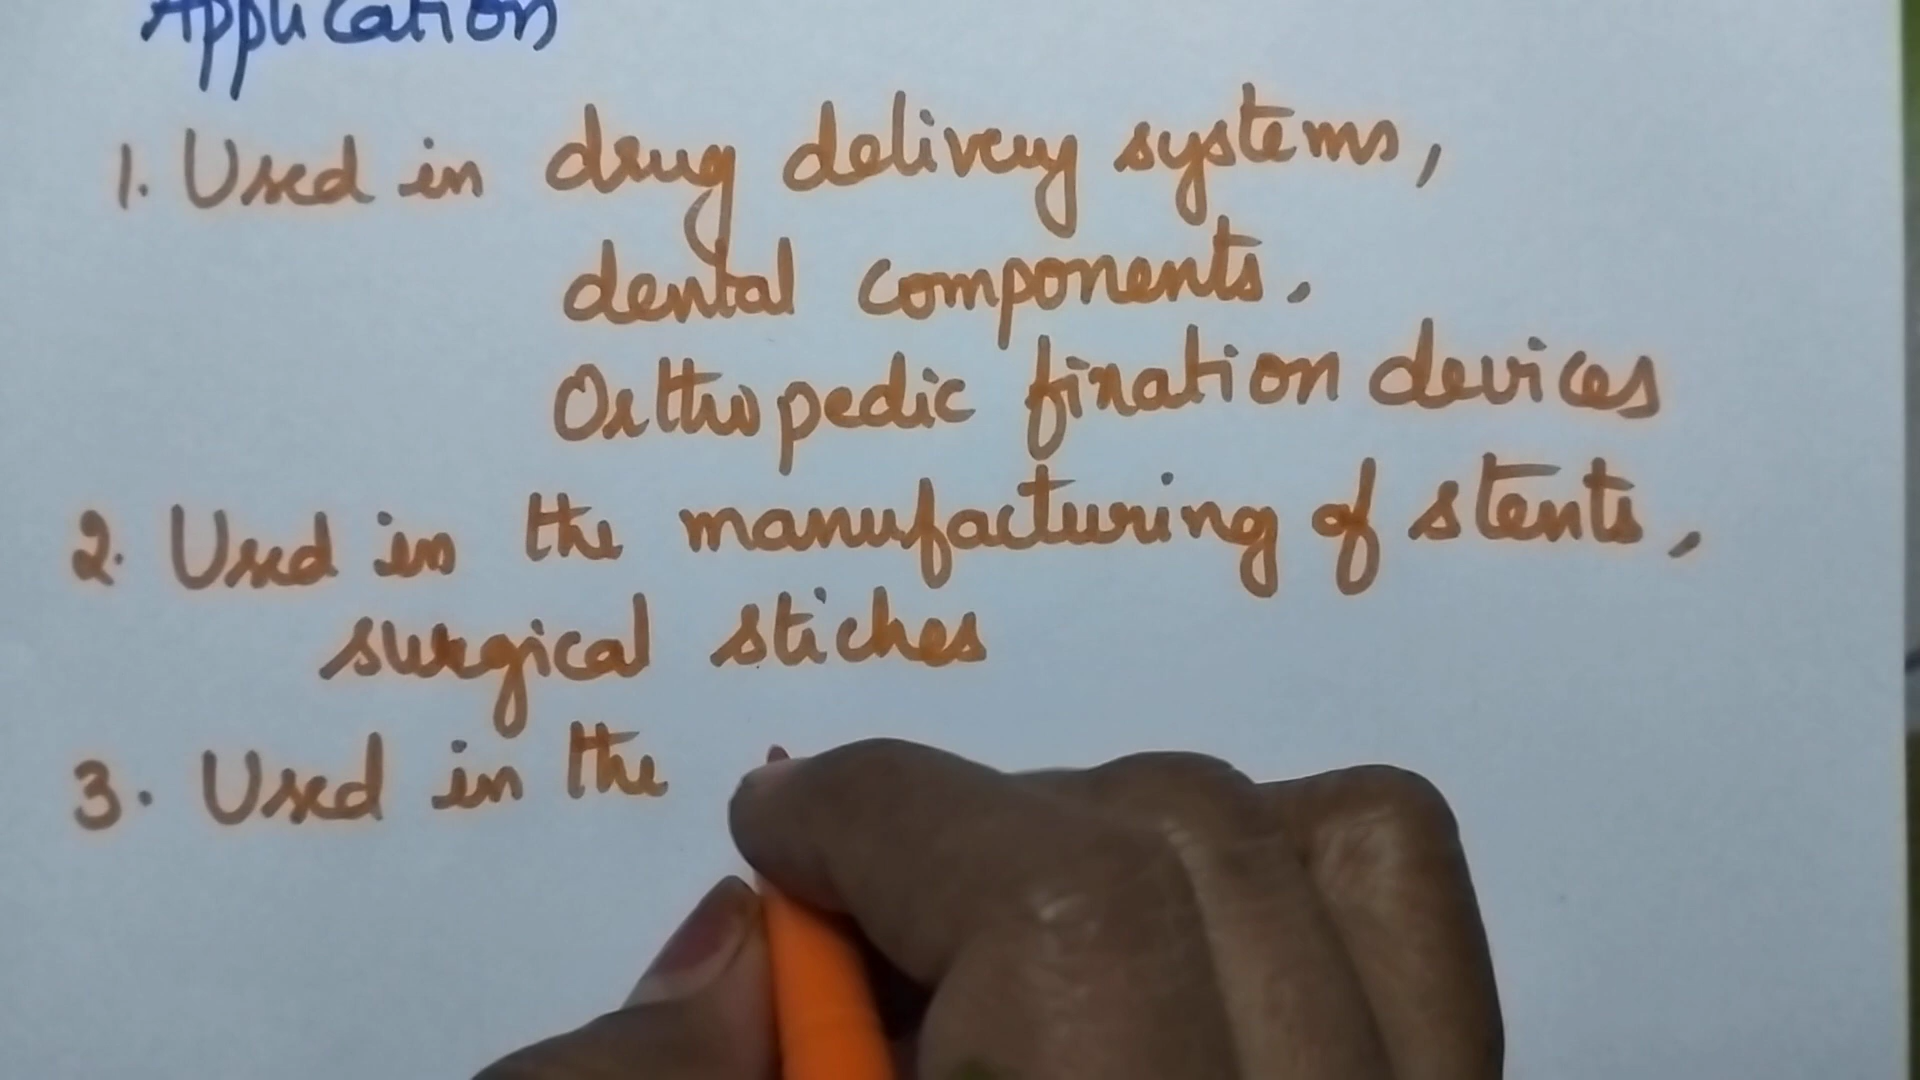 Application
1. Used in drug delivery systems,
dental components.
Orthopedic fixation devices
2. Used in the manufacturing of stents,
surgical stiches
3. Used in the